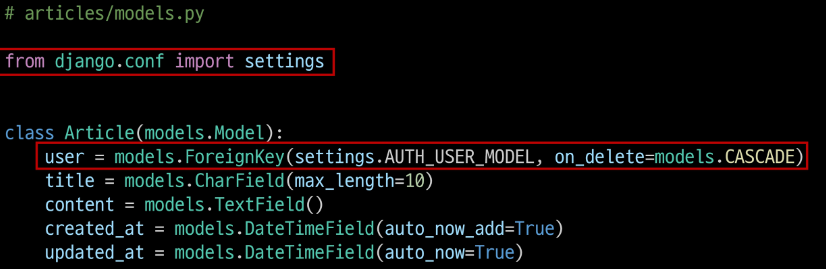 # articles/models.py
from django.conf import settings
class Article(models.Model):
    user = models.ForeignKey(settings.AUTH_USER_MODEL, on_delete=models.CASCADE)
    title = models.CharField(max_length=10)
    content = models.TextField()
    created_at = models.DateTimeField(auto_now_add=True)
    updated_at = models.DateTimeField(auto_now=True)